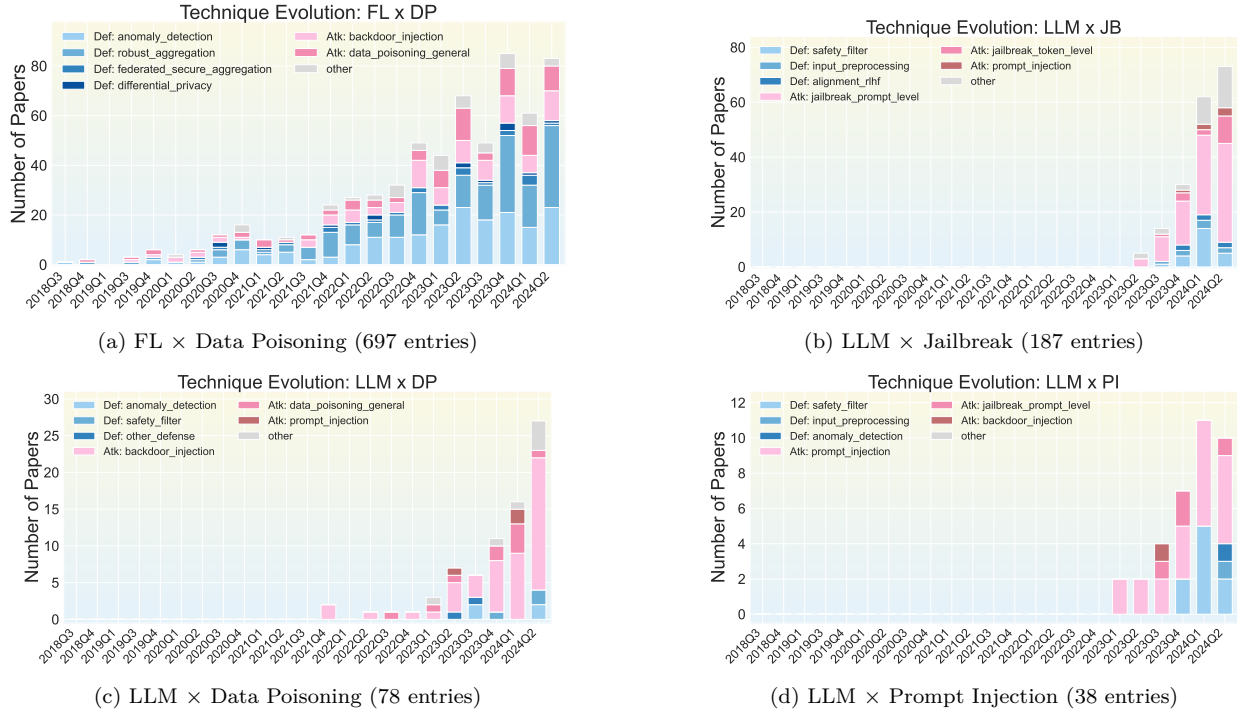 Technique Evolution: FL x DP
Def: anomaly_detection
Def: robust_aggregation
Def: federated_secure_aggregation
Def: differential_privacy
Atk: backdoor_injection
Atk: data_poisoning_general
other
Number of Papers
80
60
40
20
0
2018Q3 2018Q4 2019Q1 2019Q3 2019Q4 2020Q1 2020Q2 2020Q3 2020Q4 2021Q1 2021Q2 2021Q3 2021Q4 2022Q1 2022Q2 2022Q3 2022Q4 2023Q1 2023Q2 2023Q3 2023Q4 2024Q1 2024Q2
(a) FL × Data Poisoning (697 entries)
Technique Evolution: LLM x JB
Def: safety_filter
Def: input_preprocessing
Def: alignment_rlhf
Atk: jailbreak_prompt_level
Atk: jailbreak_token_level
Atk: prompt_injection
other
Number of Papers
80
60
40
20
0
2018Q3 2018Q4 2019Q1 2019Q3 2019Q4 2020Q1 2020Q2 2020Q3 2020Q4 2021Q1 2021Q2 2021Q3 2021Q4 2022Q1 2022Q2 2022Q3 2022Q4 2023Q1 2023Q2 2023Q3 2023Q4 2024Q1 2024Q2
(b) LLM × Jailbreak (187 entries)
Technique Evolution: LLM x DP
Def: anomaly_detection
Def: safety_filter
Def: other_defense
Atk: backdoor_injection
Atk: data_poisoning_general
Atk: prompt_injection
other
Number of Papers
30
25
20
15
10
5
0
2018Q3 2018Q4 2019Q1 2019Q3 2019Q4 2020Q1 2020Q2 2020Q3 2020Q4 2021Q1 2021Q2 2021Q3 2021Q4 2022Q1 2022Q2 2022Q3 2022Q4 2023Q1 2023Q2 2023Q3 2023Q4 2024Q1 2024Q2
(c) LLM × Data Poisoning (78 entries)
Technique Evolution: LLM x PI
Def: safety_filter
Def: input_preprocessing
Def: anomaly_detection
Atk: prompt_injection
Atk: jailbreak_prompt_level
Atk: backdoor_injection
other
Number of Papers
12
10
8
6
4
2
0
2018Q3 2018Q4 2019Q1 2019Q3 2019Q4 2020Q1 2020Q2 2020Q3 2020Q4 2021Q1 2021Q2 2021Q3 2021Q4 2022Q1 2022Q2 2022Q3 2022Q4 2023Q1 2023Q2 2023Q3 2023Q4 2024Q1 2024Q2
(d) LLM × Prompt Injection (38 entries)